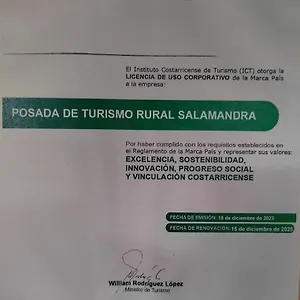 El Instituto Costarricense de Turismo (ICT) otorga la
LICENCIA DE USO CORPORATIVO de la Marca País
a la empresa:
POSADA DE TURISMO RURAL SALAMANDRA
Por haber cumplido con los requisitos establecidos en
el Reglamento de la Marca País y representar sus valores:
EXCELENCIA, SOSTENIBILIDAD,
INNOVACIÓN, PROGRESO SOCIAL
Y VINCULACIÓN COSTARRICENSE
FECHA DE EMISIÓN: de diciembre de 2023
FECHA DE RENOVACIÓN: 15 de diciembre de 2025
William Rodríguez López
Ministro de Turismo